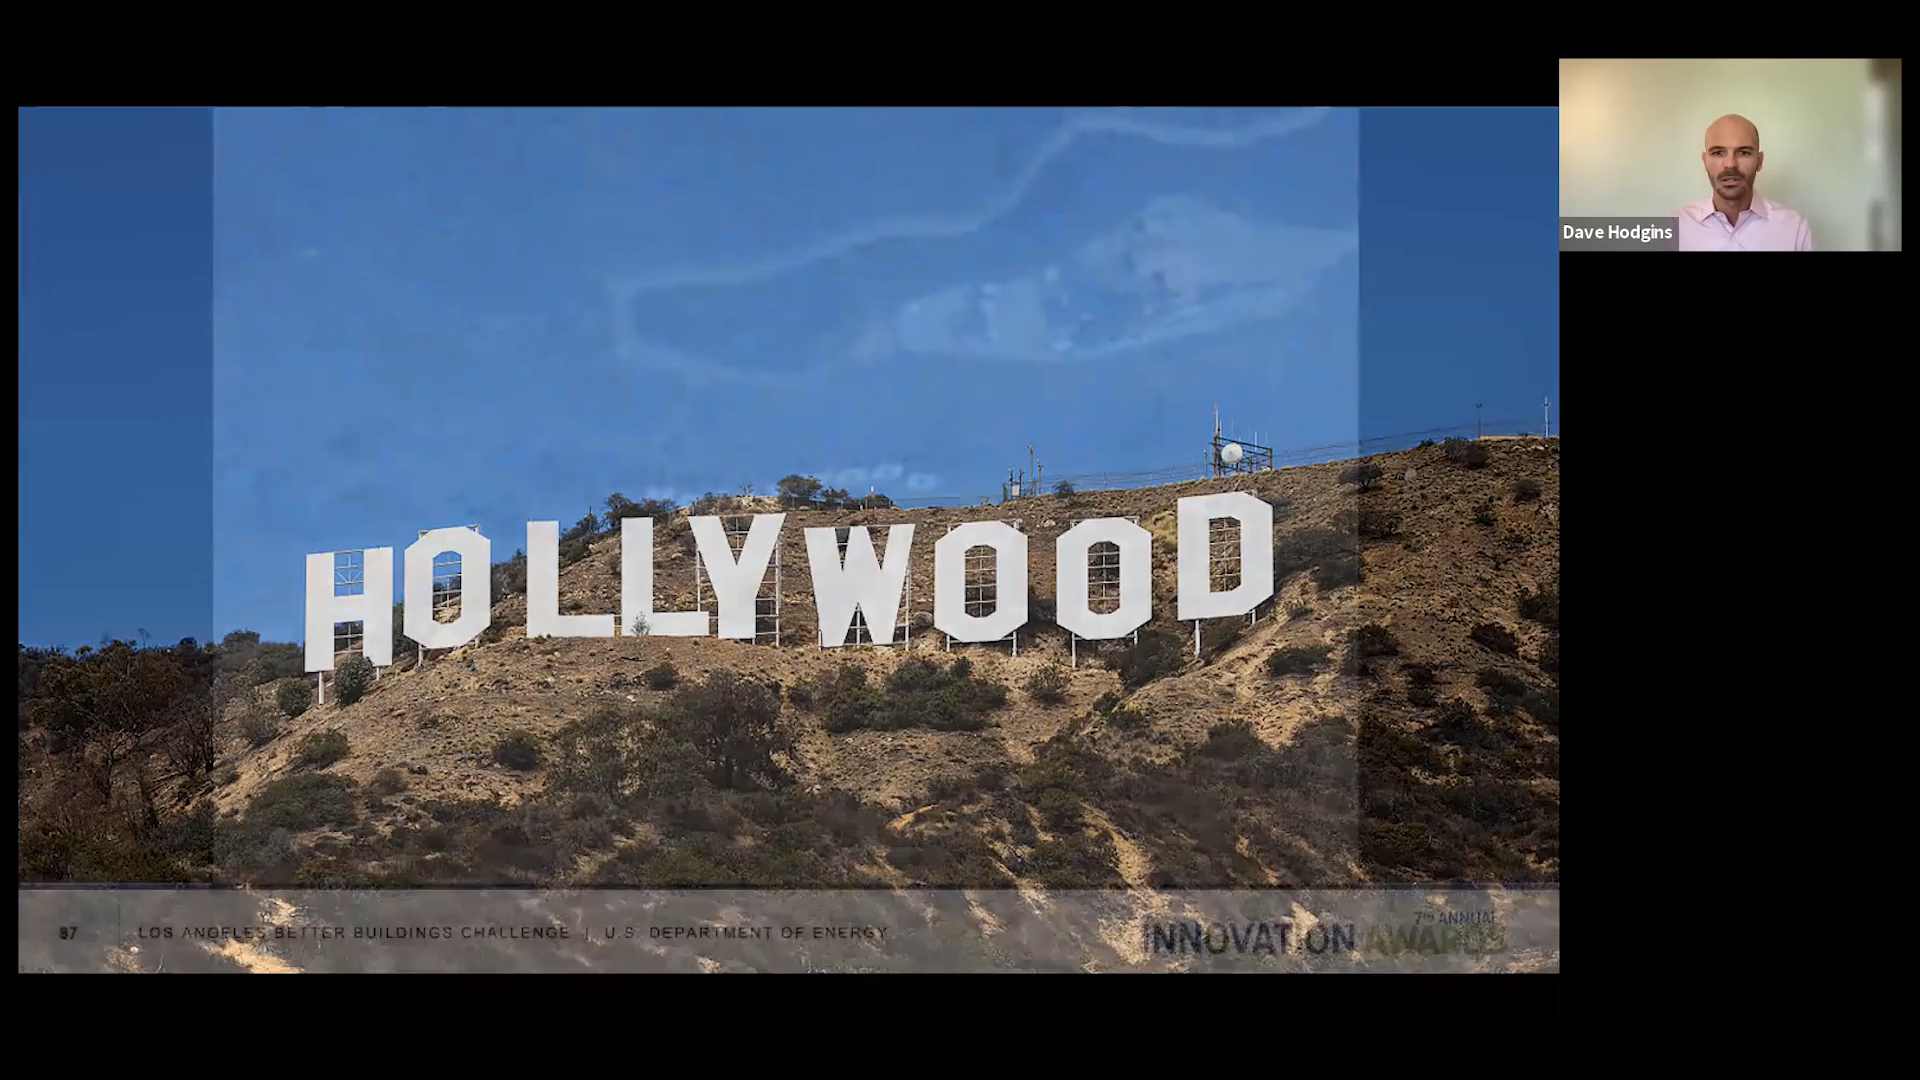 Dave Hodgins
HOLLYWOOD
7TH ANNUAL
97 LOS ANGELES BETTER BUILDINGS CHALLENGE | U.S. DEPARTMENT OF ENERGY
INNOVATION AWARDS